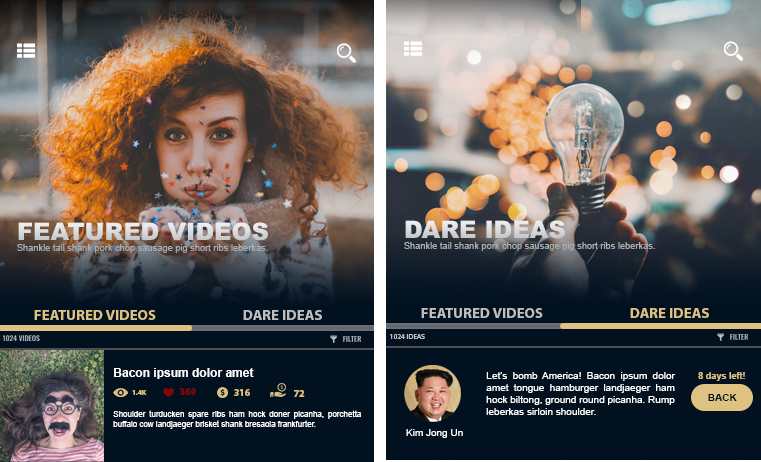 FEATURED VIDEOS
Shankle tail shank pork chop sausage pig short ribs leberkas.
FEATURED VIDEOS DARE IDEAS
1024 VIDEOS FILTER
Bacon ipsum dolor amet
1.4K 369 316 72
Shoulder turducken spare ribs ham hock doner picanha, porchetta
buffalo cow landjaeger brisket shank bresaola frankfurter.
DARE IDEAS
Shankle tail shank pork chop sausage pig short ribs leberkas.
FEATURED VIDEOS DARE IDEAS
1024 IDEAS FILTER
Let's bomb America! Bacon ipsum dolor
amet tongue hamburger landjaeger ham
hock biltong, ground round picanha. Rump
leberkas sirloin shoulder.
8 days left!
BACK
Kim Jong Un